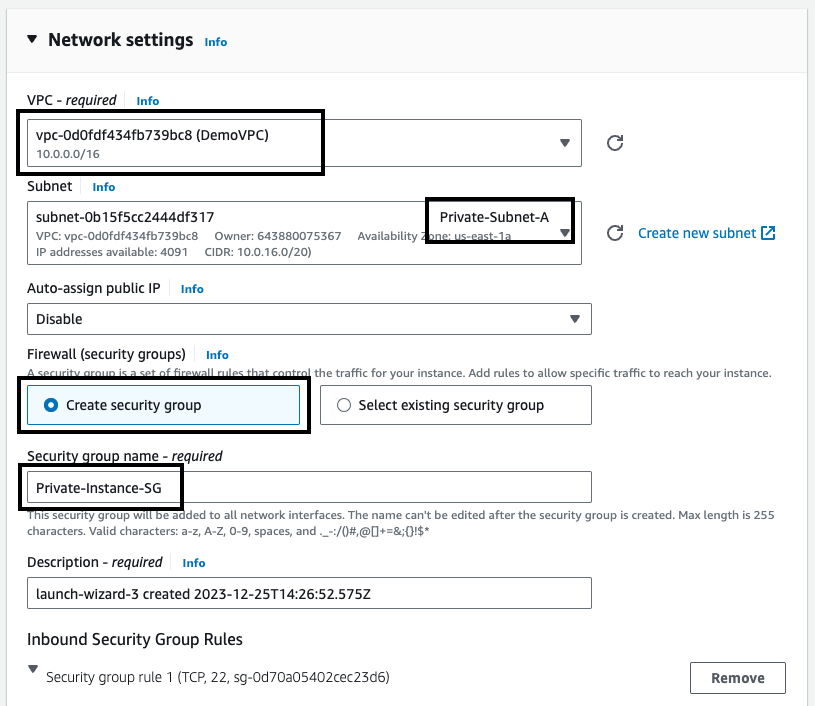 Network settings Info
VPC - required Info
vpc-0d0fdf434fb739bc8 (DemoVPC)
10.0.0.0/16
Subnet Info
subnet-0b15f5cc2444df317 Private-Subnet-A
VPC: vpc-0d0fdf434fb739bc8 Owner: 643880075367 Availability Zone: us-east-1a
IP addresses available: 4091 CIDR: 10.0.16.0/20)
Create new subnet
Auto-assign public IP Info
Disable
Firewall (security groups) Info
A security group is a set of firewall rules that control the traffic for your instance. Add rules to allow specific traffic to reach your instance.
Create security group Select existing security group
Security group name - required
Private-Instance-SG
This security group will be added to all network interfaces. The name can't be edited after the security group is created. Max length is 255
characters. Valid characters: a-z, A-Z, 0-9, spaces, and ._-:/()#,@[]+=&;{}!$*
Description - required Info
launch-wizard-3 created 2023-12-25T14:26:52.575Z
Inbound Security Group Rules
Security group rule 1 (TCP, 22, sg-0d70a05402cec23d6) Remove